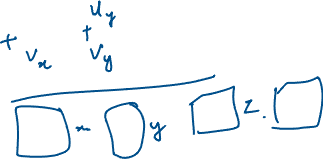 u_y
+ v_x + v_y
□ x □ y □ z . □